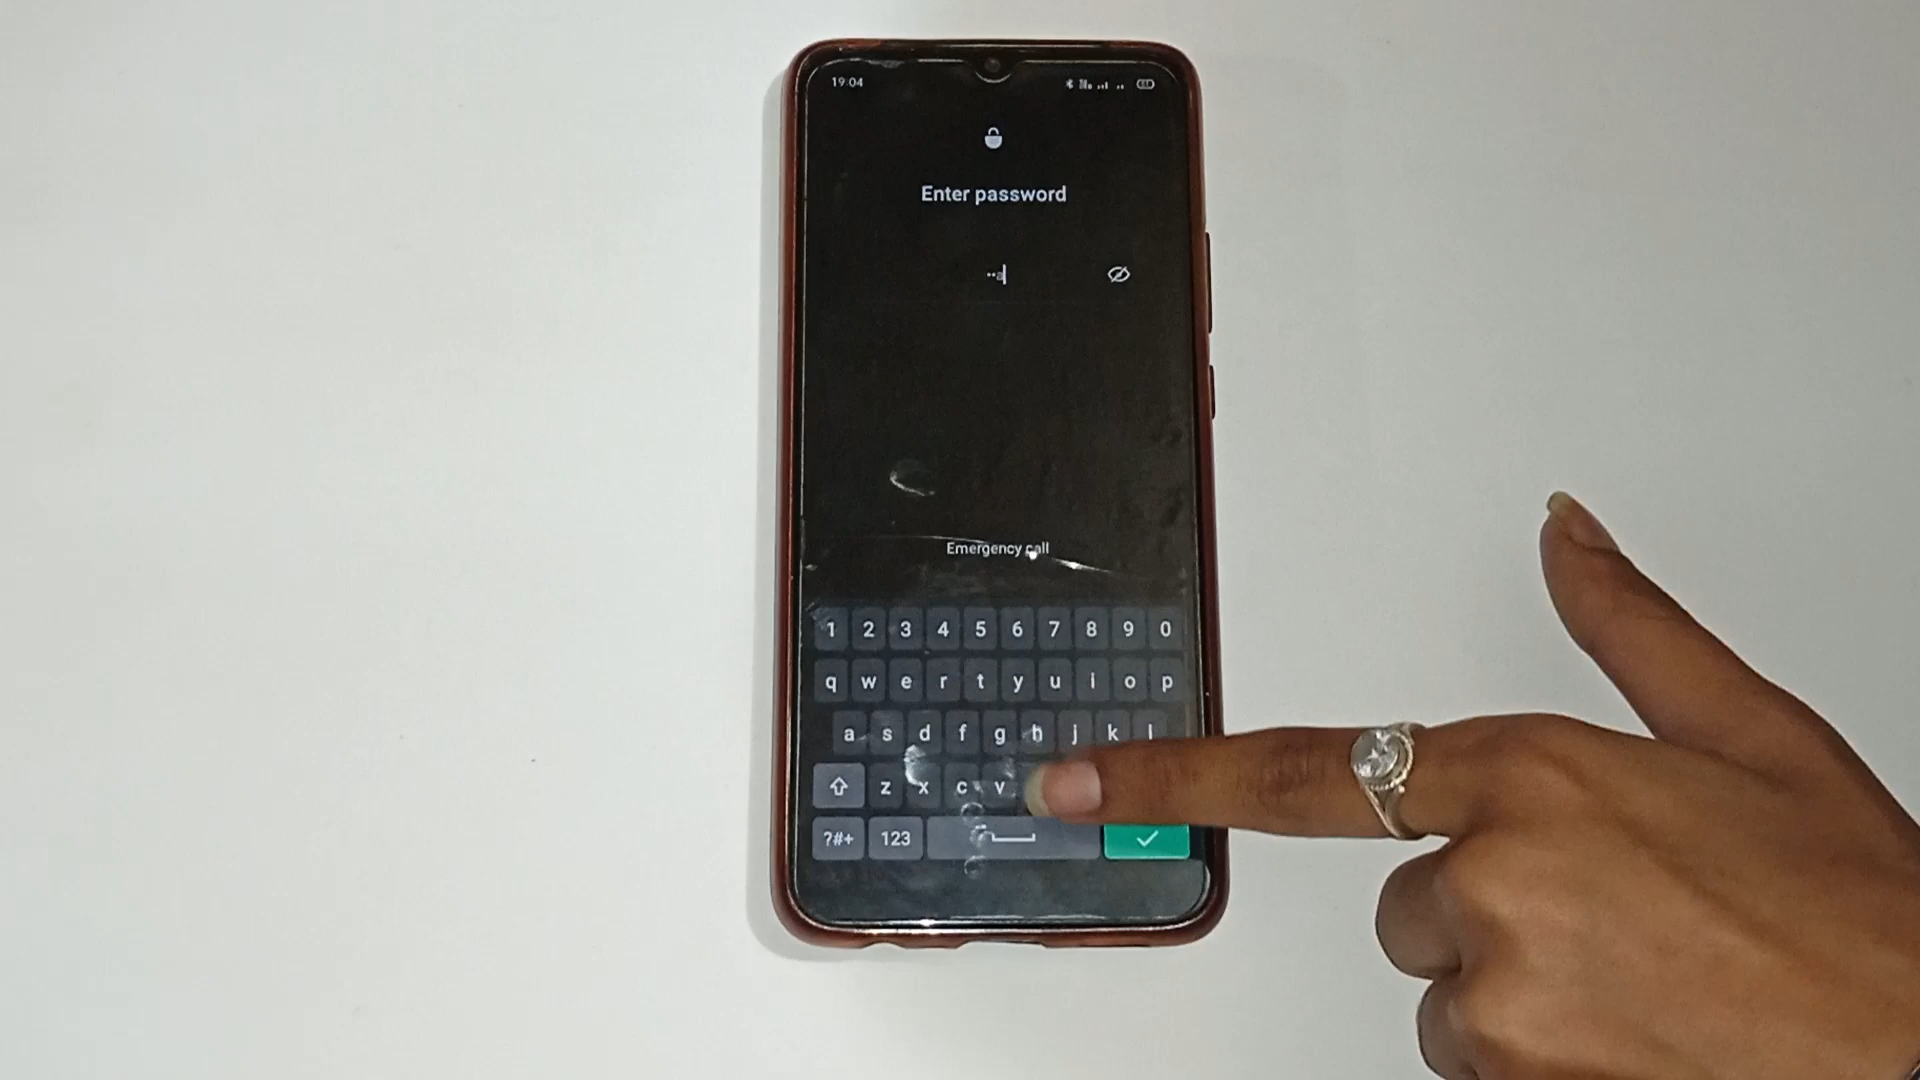 19:04
Enter password
••a
Emergency call
1 2 3 4 5 6 7 8 9 0
q w e r t y u i o p
a s d f g h j k l
z x c v
?#+ 123